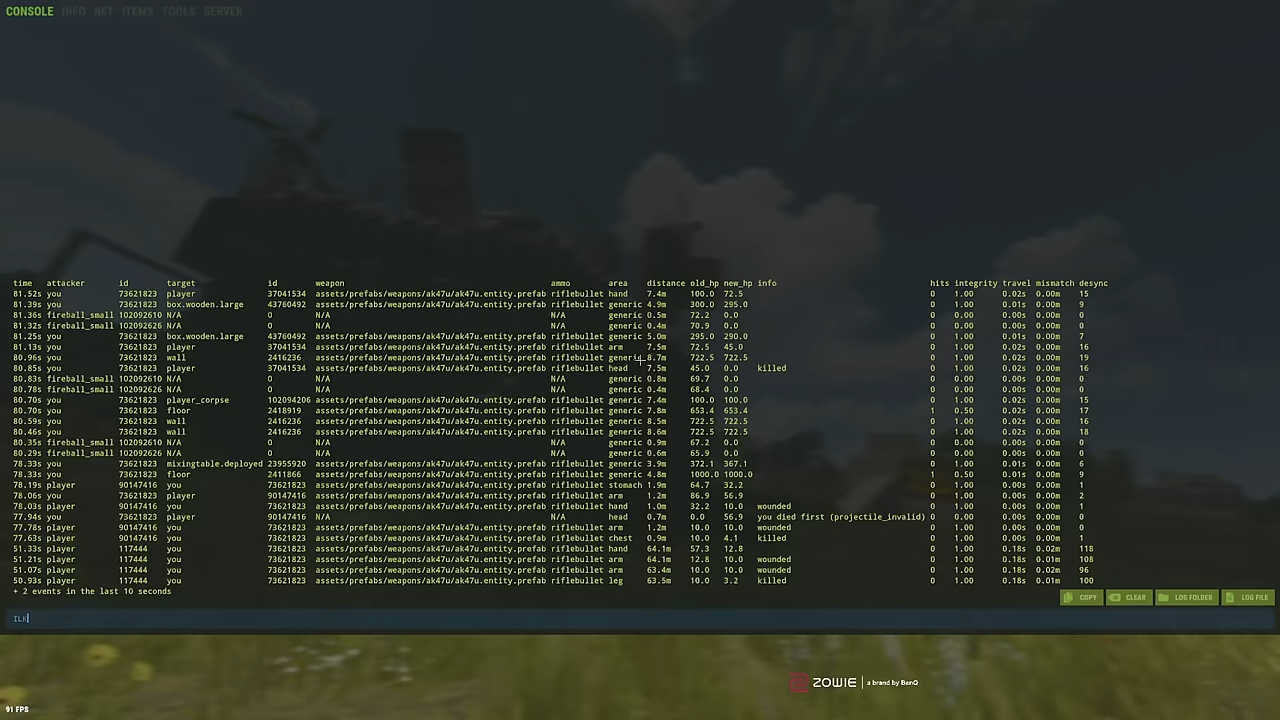 CONSOLE INFO NET ITEMS TOOLS SERVER
time attacker id target id weapon ammo area distance old_hp new_hp info hits integrity travel mismatch desync
81.52s you 73621823 player 37041534 assets/prefabs/weapons/ak47u/ak47u.entity.prefab riflebullet hand 7.4m 100.0 72.5 0 1.00 0.02s 0.00m 15
81.39s you 73621823 box.wooden.large 43760492 assets/prefabs/weapons/ak47u/ak47u.entity.prefab riflebullet generic 4.9m 300.0 295.0 0 1.00 0.01s 0.00m 9
81.36s fireball_small 102092610 N/A 0 N/A N/A generic 0.5m 72.2 0.0 0 1.00 0.00s 0.00m 0
81.32s fireball_small 102092626 N/A 0 N/A N/A generic 0.4m 70.9 0.0 0 1.00 0.00s 0.00m 0
81.25s you 73621823 box.wooden.large 43760492 assets/prefabs/weapons/ak47u/ak47u.entity.prefab riflebullet generic 5.0m 295.0 290.0 0 1.00 0.01s 0.00m 7
81.13s you 73621823 player 37041534 assets/prefabs/weapons/ak47u/ak47u.entity.prefab riflebullet arm 7.5m 72.5 45.0 0 1.00 0.02s 0.00m 16
80.96s you 73621823 wall 2416236 assets/prefabs/weapons/ak47u/ak47u.entity.prefab riflebullet generic 8.7m 722.5 722.5 0 1.00 0.02s 0.00m 19
80.85s you 73621823 player 37041534 assets/prefabs/weapons/ak47u/ak47u.entity.prefab riflebullet head 7.5m 45.0 0.0 killed 0 1.00 0.02s 0.00m 16
80.83s fireball_small 102092610 N/A 0 N/A N/A generic 0.8m 69.7 0.0 0 1.00 0.00s 0.00m 0
80.78s fireball_small 102092626 N/A 0 N/A N/A generic 0.4m 68.4 0.0 0 1.00 0.00s 0.00m 0
80.70s you 73621823 player_corpse 102094206 assets/prefabs/weapons/ak47u/ak47u.entity.prefab riflebullet generic 7.4m 100.0 100.0 0 1.00 0.02s 0.00m 15
80.70s you 73621823 floor 2418919 assets/prefabs/weapons/ak47u/ak47u.entity.prefab riflebullet generic 7.8m 653.4 653.4 1 0.50 0.02s 0.00m 17
80.59s you 73621823 wall 2416236 assets/prefabs/weapons/ak47u/ak47u.entity.prefab riflebullet generic 8.5m 722.5 722.5 0 1.00 0.02s 0.00m 16
80.46s you 73621823 wall 2416236 assets/prefabs/weapons/ak47u/ak47u.entity.prefab riflebullet generic 8.6m 722.5 722.5 0 1.00 0.02s 0.00m 18
80.35s fireball_small 102092610 N/A 0 N/A N/A generic 0.9m 67.2 0.0 0 1.00 0.00s 0.00m 0
80.29s fireball_small 102092626 N/A 0 N/A N/A generic 0.6m 65.9 0.0 0 1.00 0.00s 0.00m 0
78.33s you 73621823 mixingtable.deployed 23955920 assets/prefabs/weapons/ak47u/ak47u.entity.prefab riflebullet generic 3.9m 372.1 367.1 0 1.00 0.01s 0.00m 6
78.33s you 73621823 floor 2411866 assets/prefabs/weapons/ak47u/ak47u.entity.prefab riflebullet generic 4.8m 1000.0 1000.0 1 0.50 0.01s 0.00m 9
78.19s player 90147416 you 73621823 assets/prefabs/weapons/ak47u/ak47u.entity.prefab riflebullet stomach 1.9m 64.7 32.2 0 1.00 0.00s 0.00m 1
78.06s you 73621823 player 90147416 assets/prefabs/weapons/ak47u/ak47u.entity.prefab riflebullet arm 1.2m 86.9 56.9 0 1.00 0.00s 0.00m 2
78.03s player 90147416 you 73621823 assets/prefabs/weapons/ak47u/ak47u.entity.prefab riflebullet hand 1.0m 32.2 10.0 wounded 0 1.00 0.00s 0.00m 1
77.94s you 73621823 player 90147416 N/A N/A head 0.7m 0.0 56.9 you died first (projectile_invalid) 0 0.00 0.00s 0.00m 0
77.78s player 90147416 you 73621823 assets/prefabs/weapons/ak47u/ak47u.entity.prefab riflebullet arm 1.2m 10.0 10.0 wounded 0 1.00 0.00s 0.00m 0
77.63s player 90147416 you 73621823 assets/prefabs/weapons/ak47u/ak47u.entity.prefab riflebullet chest 0.9m 10.0 4.1 killed 0 1.00 0.00s 0.00m 1
51.33s player 117444 you 73621823 assets/prefabs/weapons/ak47u/ak47u.entity.prefab riflebullet hand 64.1m 57.3 12.8 0 1.00 0.18s 0.02m 118
51.21s player 117444 you 73621823 assets/prefabs/weapons/ak47u/ak47u.entity.prefab riflebullet arm 64.1m 12.8 10.0 wounded 0 1.00 0.18s 0.01m 108
51.07s player 117444 you 73621823 assets/prefabs/weapons/ak47u/ak47u.entity.prefab riflebullet arm 63.4m 10.0 10.0 wounded 0 1.00 0.18s 0.02m 96
50.93s player 117444 you 73621823 assets/prefabs/weapons/ak47u/ak47u.entity.prefab riflebullet leg 63.5m 10.0 3.2 killed 0 1.00 0.18s 0.01m 100
+ 2 events in the last 10 seconds
COPY CLEAR LOG FOLDER LOG FILE
ILK
ZOWIE a brand by BenQ
91 FPS